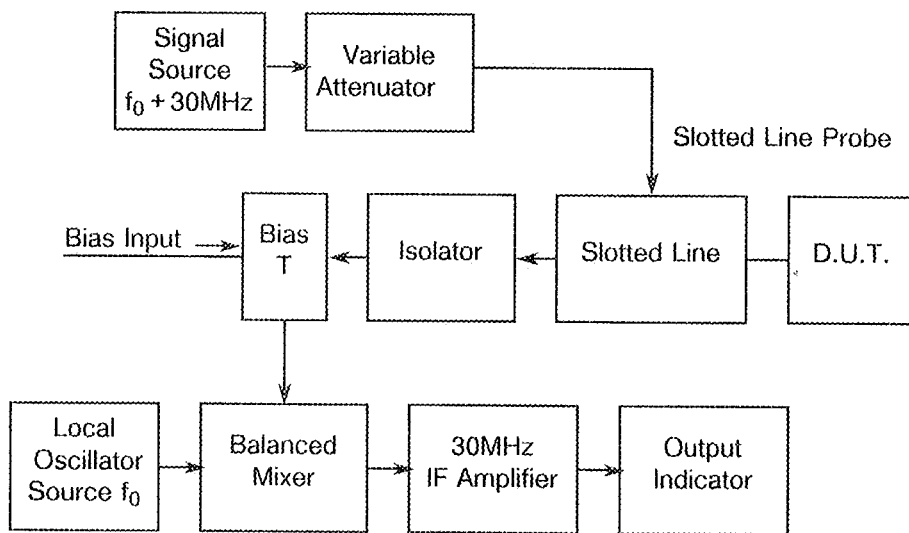 Signal
Source
f₀ + 30MHz
Variable
Attenuator
Slotted Line Probe
Bias Input
Bias
T
Isolator
Slotted Line
D.U.T.
Local
Oscillator
Source f₀
Balanced
Mixer
30MHz
IF Amplifier
Output
Indicator